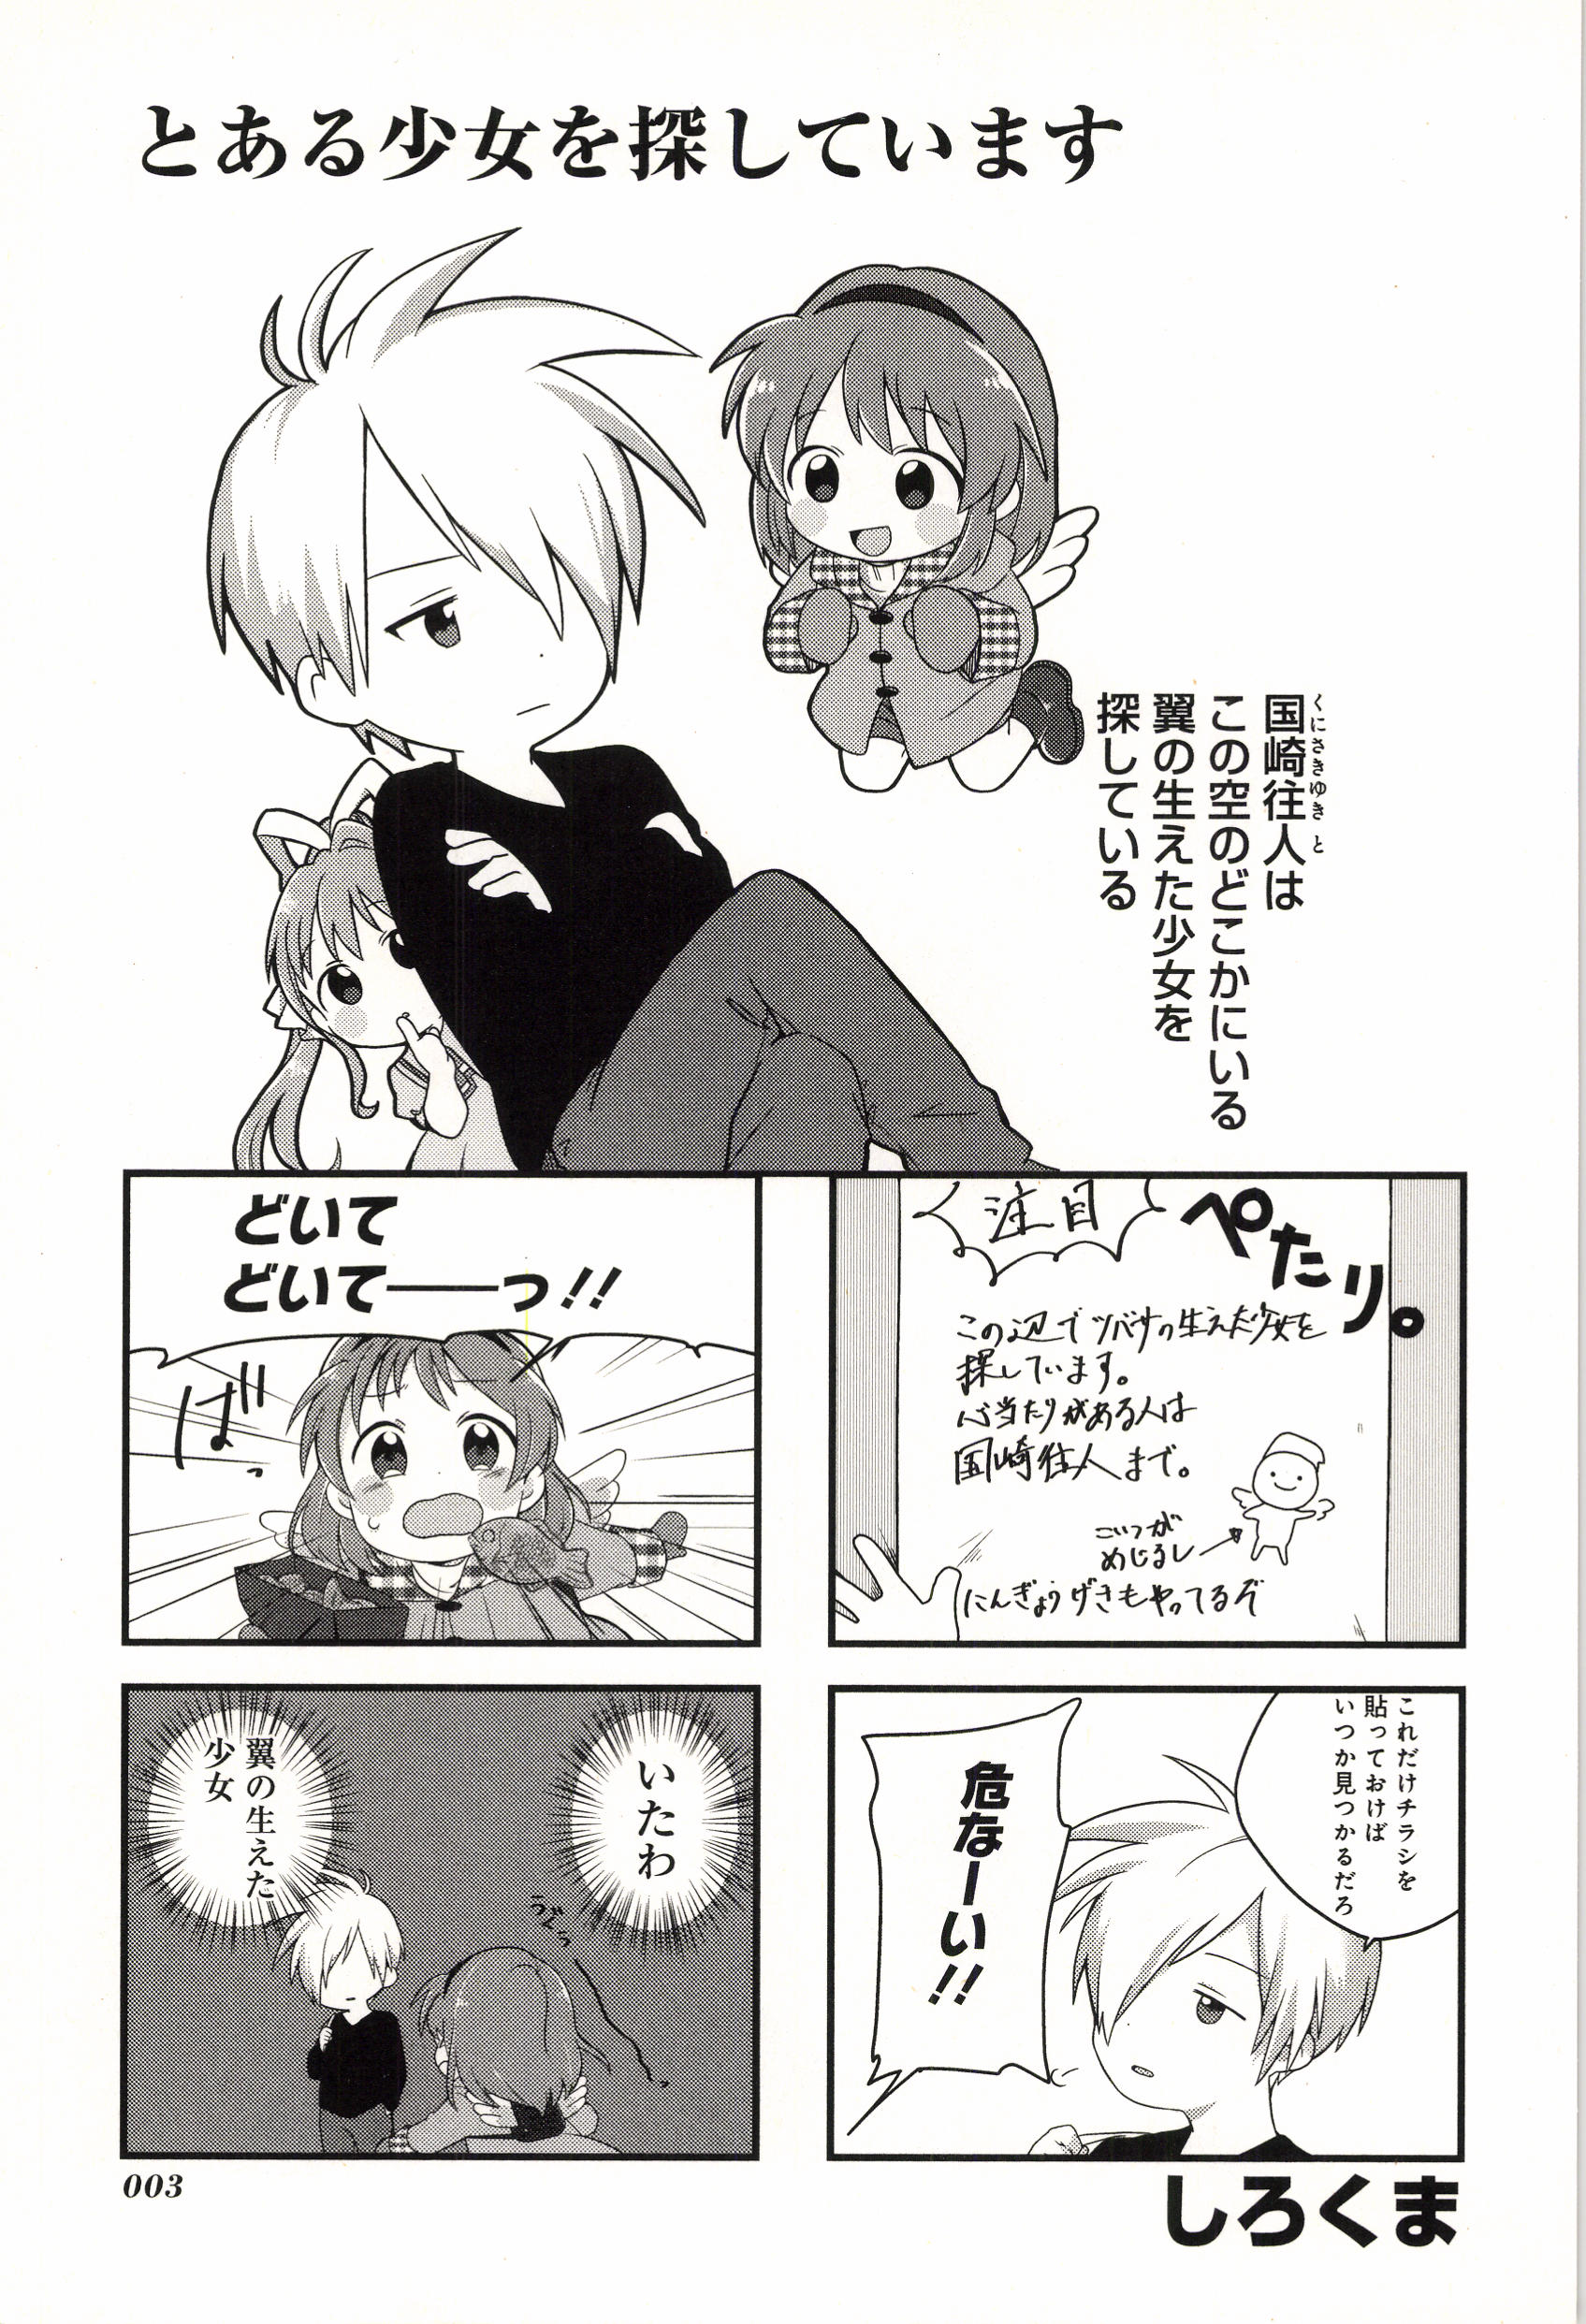 とある少女を探しています
国崎往人は
くにさきゆきと
この空のどこかにいる
翼の生えた少女を
探している
ぺたり。
注目
この辺でツバサの生えた少女を
探しています。
心当たりがある人は
国崎往人まで。
こいつが
めじるし
にんぎょうげきもやってるぞ
これだけチラシを
貼っておけば
いつか見つかるだろ
危なーい!!
どいて
どいて――っ!!
ばっ
いたわ
うぐぅ
翼の生えた
少女
003
しろくま